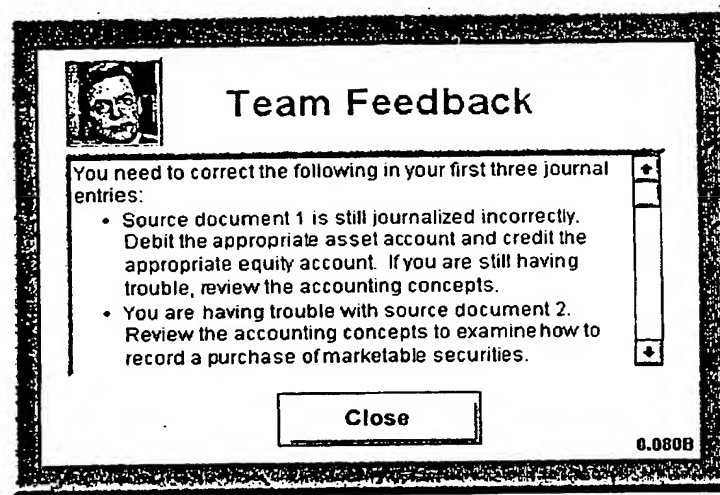 Team Feedback
You need to correct the following in your first three journal
entries:
• Source document 1 is still journalized incorrectly.
Debit the appropriate asset account and credit the
appropriate equity account. If you are still having
trouble, review the accounting concepts.
• You are having trouble with source document 2.
Review the accounting concepts to examine how to
record a purchase of marketable securities.
Close
6.080B